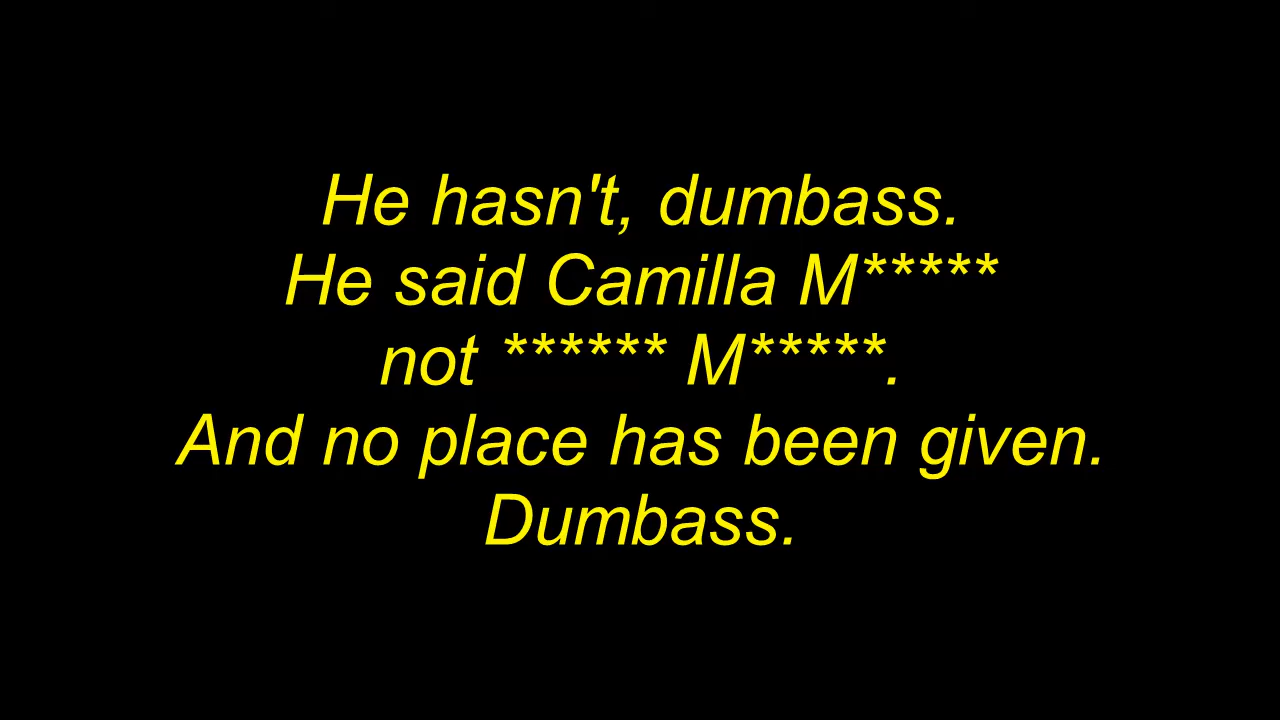 He hasn't, dumbass.
He said Camilla M*****
not ****** M*****.
And no place has been given.
Dumbass.